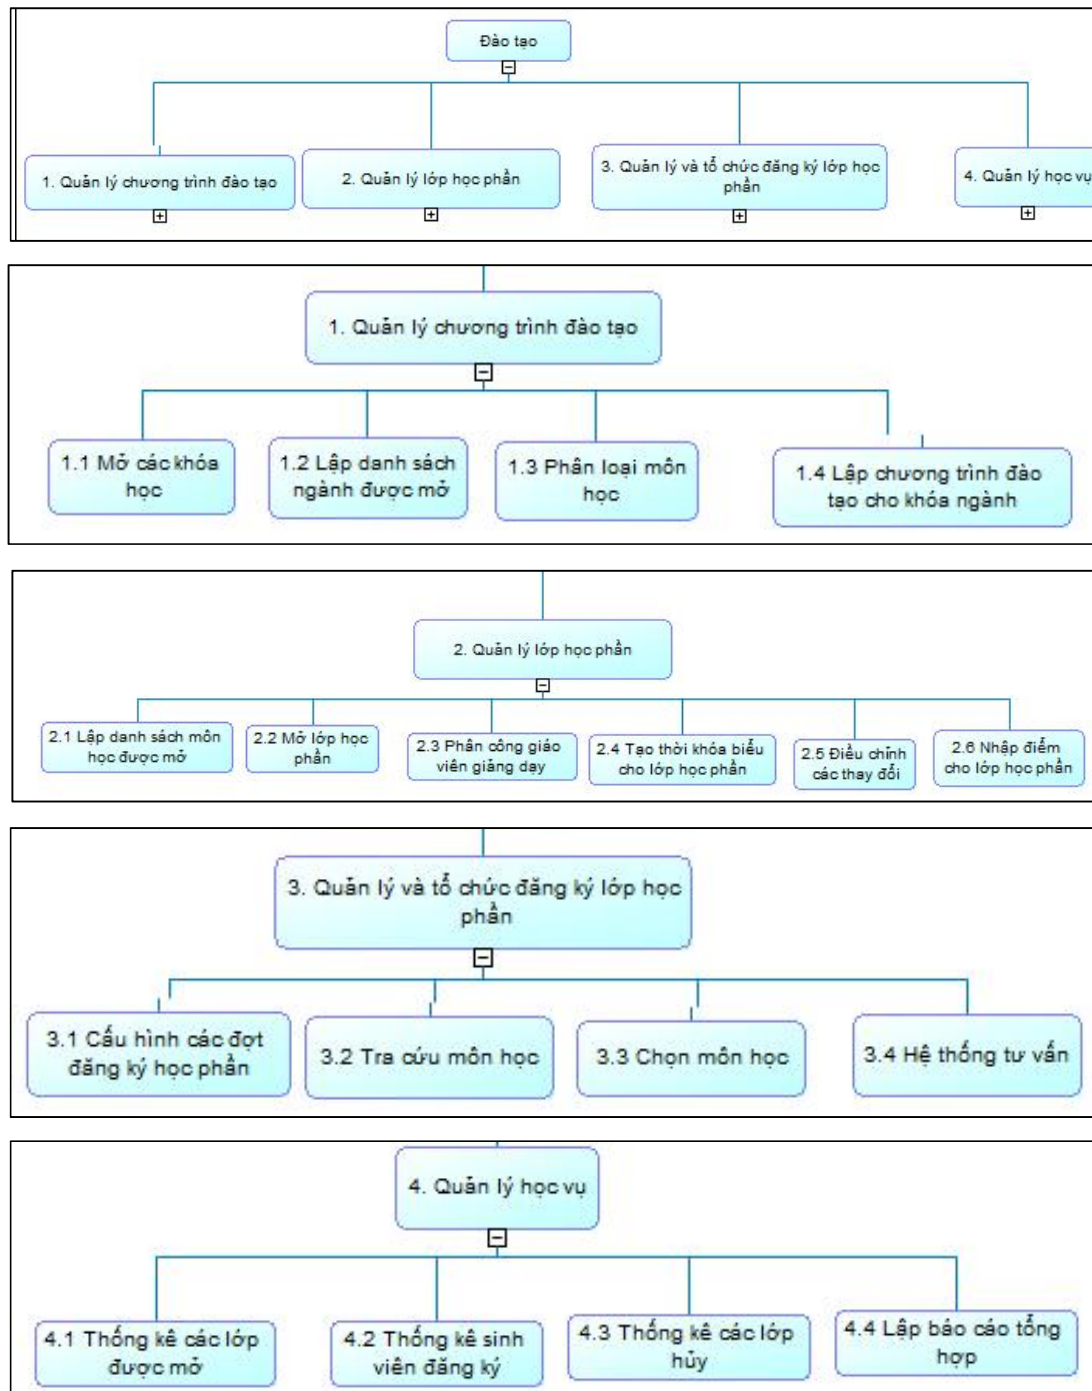 Đào tạo
1. Quản lý chương trình đào tạo
2. Quản lý lớp học phần
3. Quản lý và tổ chức đăng ký lớp học
phần
4. Quản lý học vụ
1. Quản lý chương trình đào tạo
1.1 Mở các khóa
học
1.2 Lập danh sách
ngành được mở
1.3 Phân loại môn
học
1.4 Lập chương trình đào
tạo cho khóa ngành
2. Quản lý lớp học phần
2.1 Lập danh sách môn
học được mở
2.2 Mở lớp học
phần
2.3 Phân công giáo
viên giảng dạy
2.4 Tạo thời khóa biểu
cho lớp học phần
2.5 Điều chỉnh
các thay đổi
2.6 Nhập điểm
cho lớp học phần
3. Quản lý và tổ chức đăng ký lớp học
phần
3.1 Cấu hình các đợt
đăng ký học phần
3.2 Tra cứu môn học
3.3 Chọn môn học
3.4 Hệ thống tư vấn
4. Quản lý học vụ
4.1 Thống kê các lớp
được mở
4.2 Thống kê sinh
viên đăng ký
4.3 Thống kê các lớp
hủy
4.4 Lập báo cáo tổng
hợp